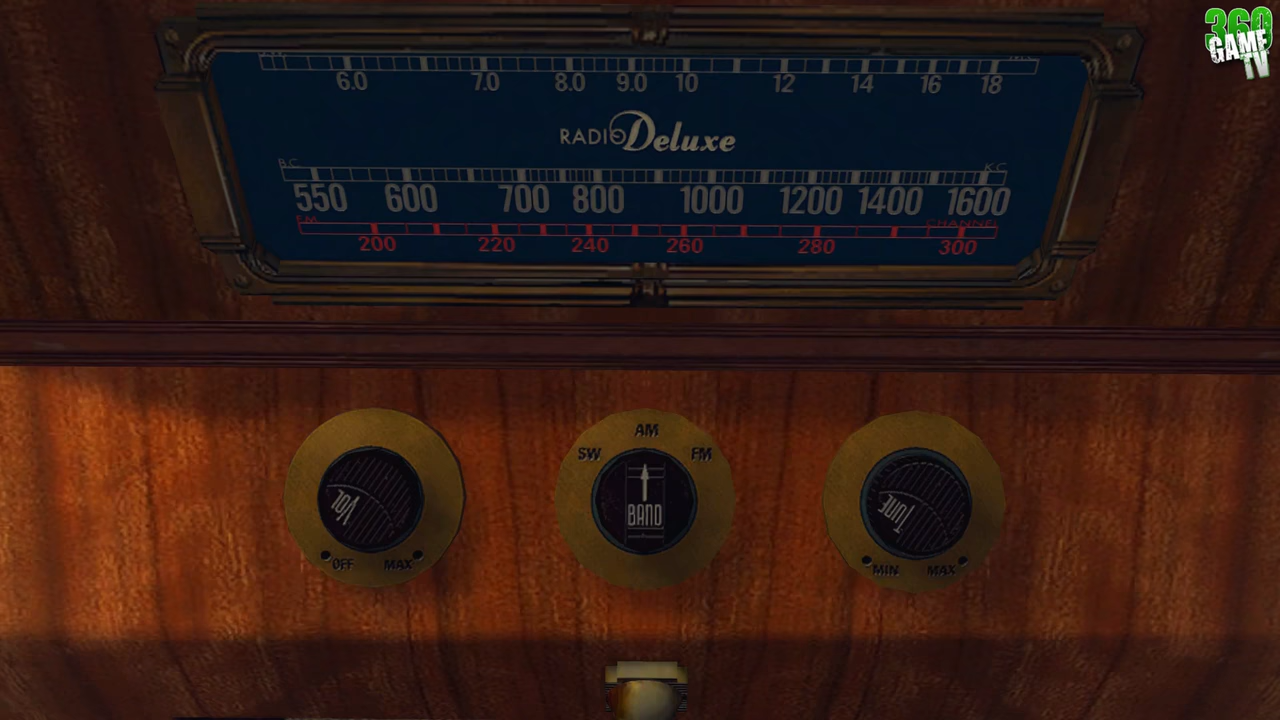 360
GAME
TV
6.0 7.0 8.0 9.0 10 12 14 16 18
RADIO Deluxe
B.C. K.C.
550 600 700 800 1000 1200 1400 1600
FM CHANNEL
200 220 240 260 280 300
AM
SW FM
VOL
BAND
TUNE
OFF MAX
MIN MAX